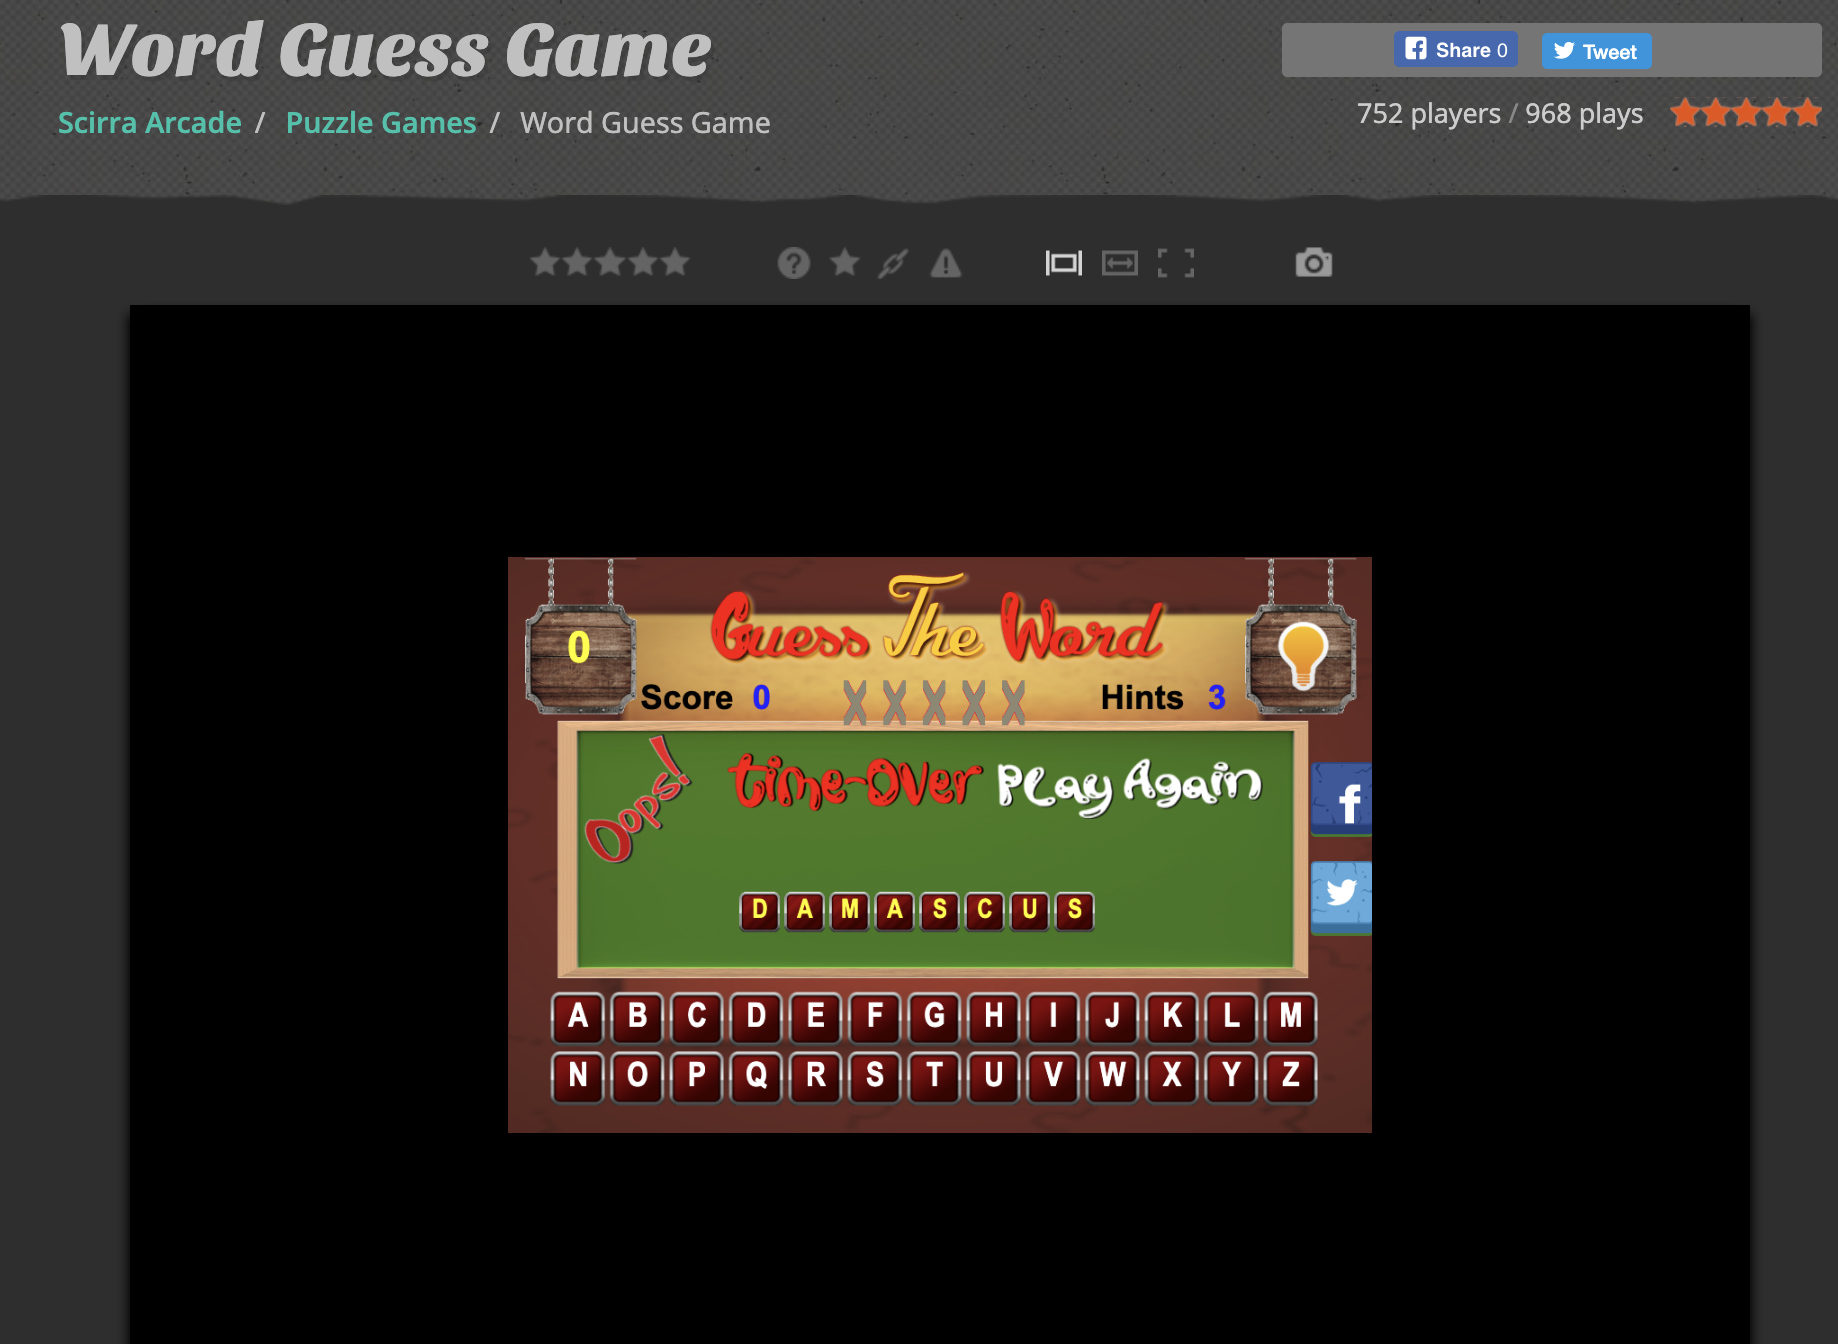 Word Guess Game
Share 0
Tweet
Scirra Arcade / Puzzle Games / Word Guess Game
752 players / 968 plays
Guess The Word
0
Score 0
X X X X X
Hints 3
Oops!
Time-Over Play Again
D A M A S C U S
A B C D E F G H I J K L M
N O P Q R S T U V W X Y Z